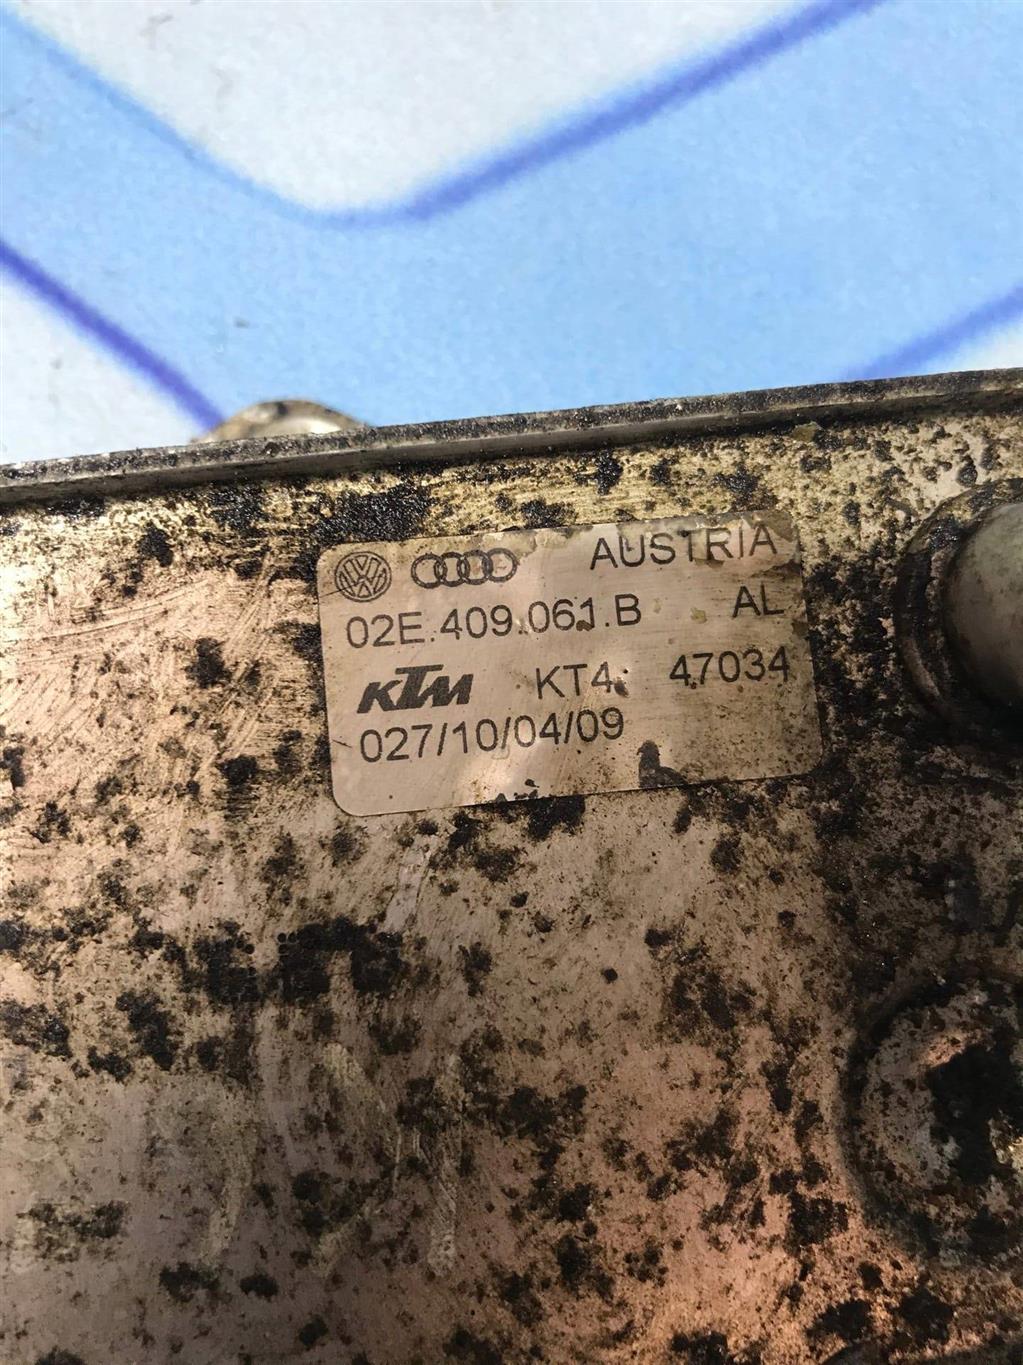 AUSTRIA
02E.409.061.B AL
KTM KT4 47034
027/10/04/09